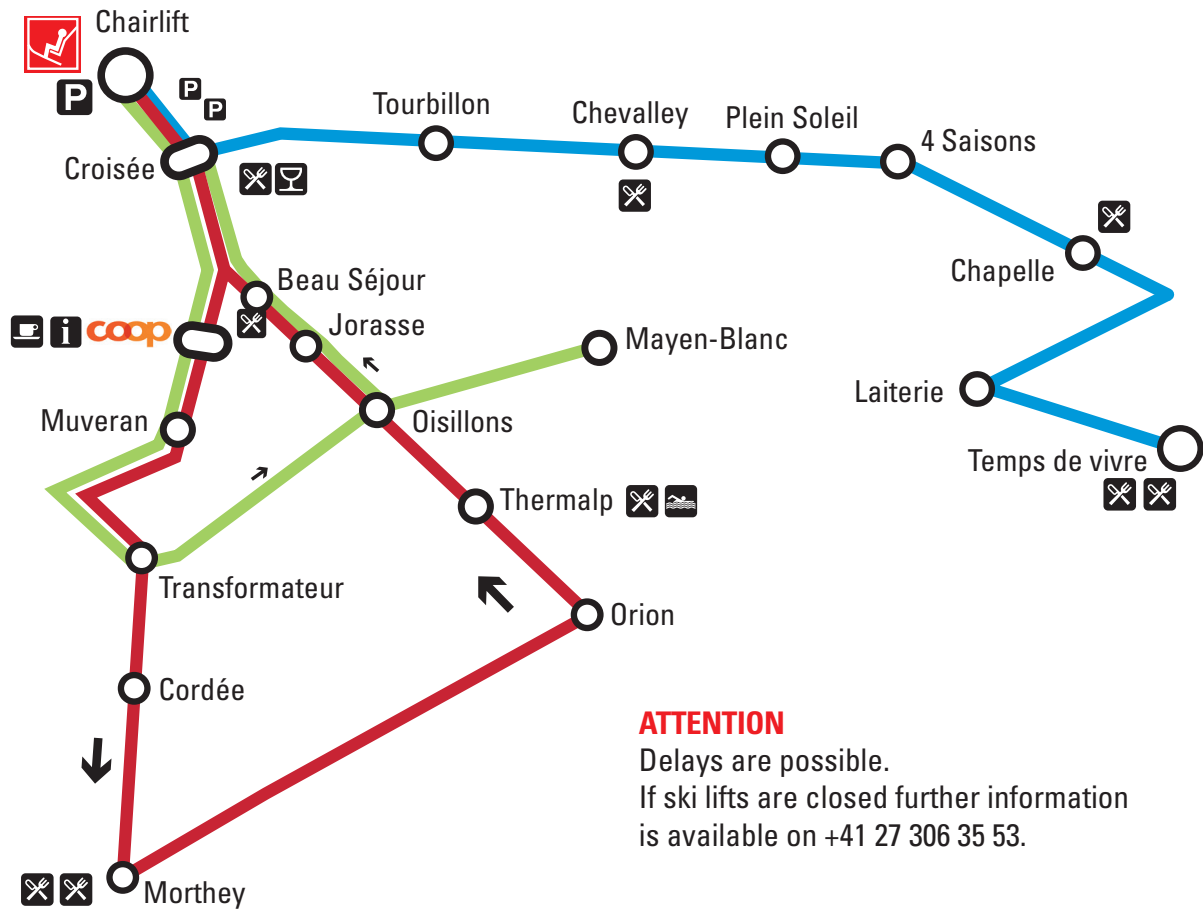 Chairlift
P
P
P
Tourbillon
Chevalley
Plein Soleil
4 Saisons
Croisée
Chapelle
Beau Séjour
i coop
Jorasse
Mayen-Blanc
Laiterie
Muveran
Oisillons
Temps de vivre
Thermalp
Transformateur
Orion
Cordée
ATTENTION
Delays are possible.
If ski lifts are closed further information
is available on +41 27 306 35 53.
Morthey